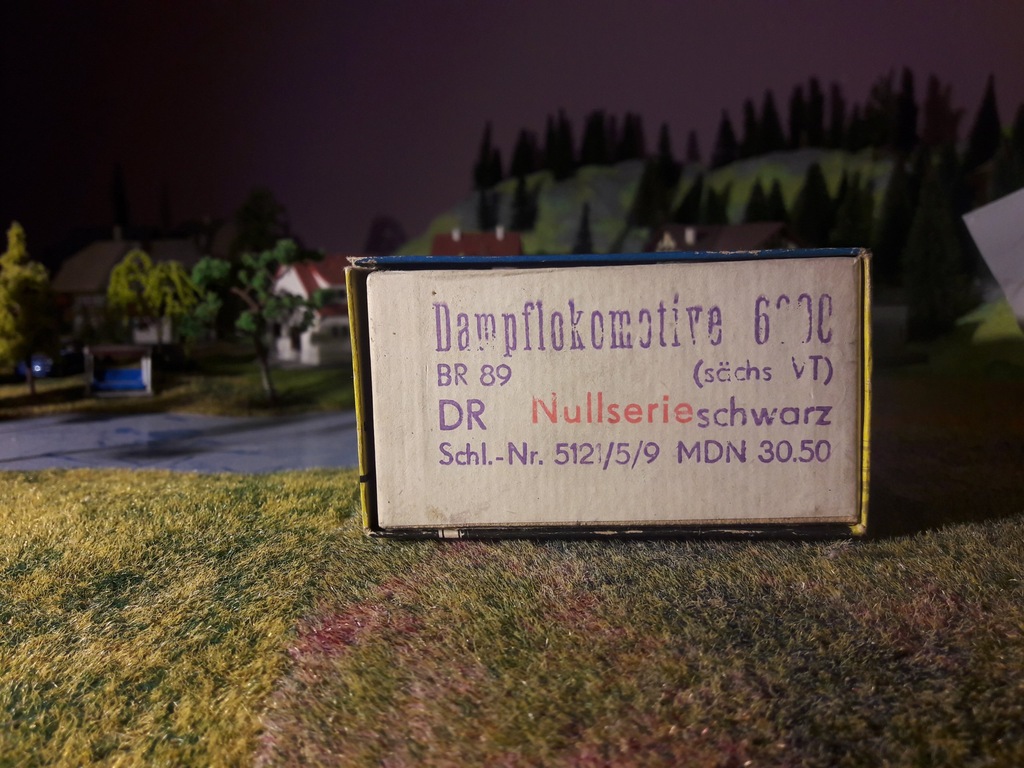 Dampflokomotive
BR 89 (sächs VT)
DR Nullserie schwarz
Schl.-Nr. 5121/5/9 MDN 30.50